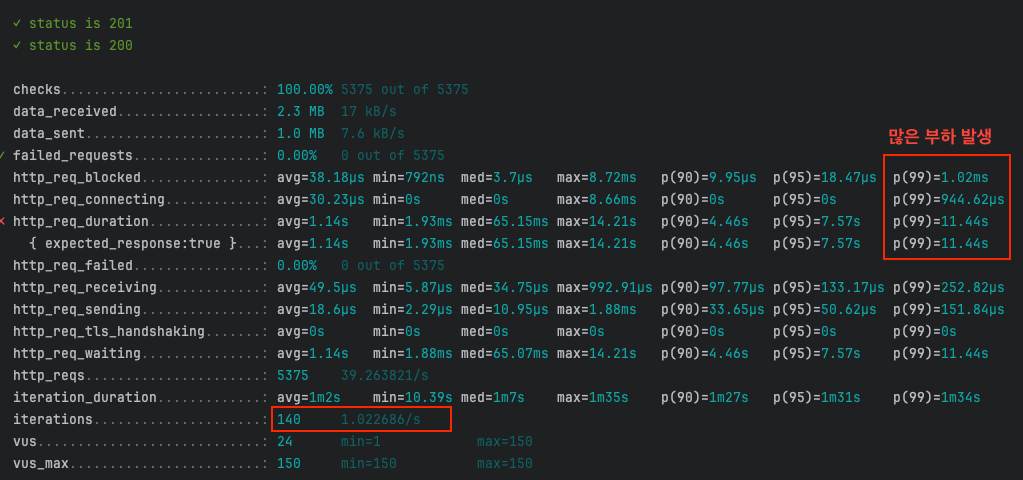 ✓ status is 201
✓ status is 200
checks.........................: 100.00% 5375 out of 5375
data_received..................: 2.3 MB 17 kB/s
data_sent......................: 1.0 MB 7.6 kB/s
많은 부하 발생
✓ failed_requests................: 0.00% 0 out of 5375
http_req_blocked...............: avg=38.18µs min=792ns med=3.7µs max=8.72ms p(90)=9.95µs p(95)=18.47µs p(99)=1.02ms
http_req_connecting............: avg=30.23µs min=0s med=0s max=8.66ms p(90)=0s p(95)=0s p(99)=944.62µs
✗ http_req_duration..............: avg=1.14s min=1.93ms med=65.15ms max=14.21s p(90)=4.46s p(95)=7.57s p(99)=11.44s
{ expected_response:true }...: avg=1.14s min=1.93ms med=65.15ms max=14.21s p(90)=4.46s p(95)=7.57s p(99)=11.44s
http_req_failed................: 0.00% 0 out of 5375
http_req_receiving.............: avg=49.5µs min=5.87µs med=34.75µs max=992.91µs p(90)=97.77µs p(95)=133.17µs p(99)=252.82µs
http_req_sending...............: avg=18.6µs min=2.29µs med=10.95µs max=1.88ms p(90)=33.65µs p(95)=50.62µs p(99)=151.84µs
http_req_tls_handshaking.......: avg=0s min=0s med=0s max=0s p(90)=0s p(95)=0s p(99)=0s
http_req_waiting...............: avg=1.14s min=1.88ms med=65.07ms max=14.21s p(90)=4.46s p(95)=7.57s p(99)=11.44s
http_reqs......................: 5375 39.263821/s
iteration_duration.............: avg=1m2s min=10.39s med=1m7s max=1m35s p(90)=1m27s p(95)=1m31s p(99)=1m34s
iterations.....................: 140 1.022686/s
vus............................: 24 min=1 max=150
vus_max........................: 150 min=150 max=150